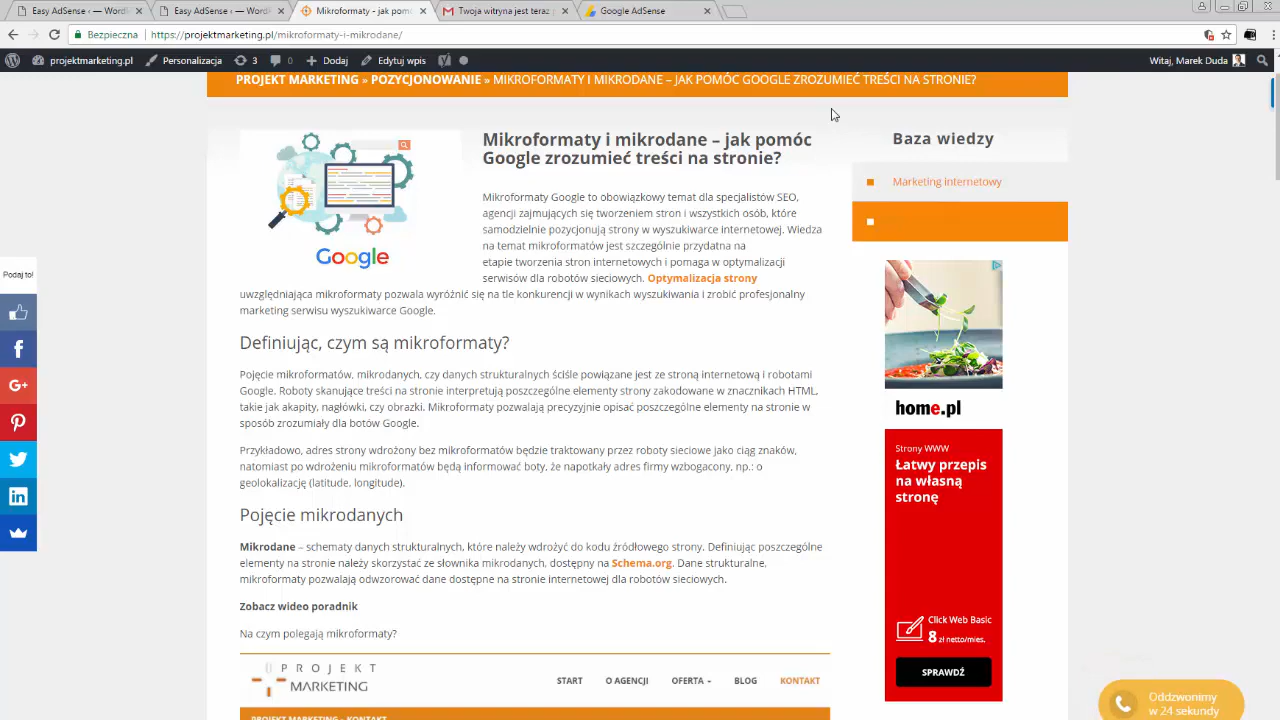 Easy AdSense ‹ Projekt M
Easy AdSense ‹ Projekt M
Mikroformaty - jak pomó
Twoja witryna jest teraz p
Google AdSense
Bezpieczna
https://projektmarketing.pl/mikroformaty-i-mikrodane/
projektmarketing.pl
Personalizacja
3
0
Dodaj
Edytuj wpis
Witaj, Marek Duda
PROJEKT MARKETING » POZYCJONOWANIE » MIKROFORMATY I MIKRODANE – JAK POMÓC GOOGLE ZROZUMIEĆ TREŚCI NA STRONIE?
Google
Mikroformaty i mikrodane – jak pomóc
Google zrozumieć treści na stronie?
Mikroformaty Google to obowiązkowy temat dla specjalistów SEO,
agencji zajmujących się tworzeniem stron i wszystkich osób, które
samodzielnie pozycjonują strony w wyszukiwarce internetowej. Wiedza
na temat mikroformatów jest szczególnie przydatna na
etapie tworzenia stron internetowych i pomaga w optymalizacji
serwisów dla robotów sieciowych. Optymalizacja strony
uwzględniająca mikroformaty pozwala wyróżnić się na tle konkurencji w wynikach wyszukiwania i zrobić profesjonalny
marketing serwisu wyszukiwarce Google.
Definiując, czym są mikroformaty?
Pojęcie mikroformatów, mikrodanych, czy danych strukturalnych ściśle powiązane jest ze stroną internetową i robotami
Google. Roboty skanujące treści na stronie interpretują poszczególne elementy strony zakodowane w znacznikach HTML,
takie jak akapity, nagłówki, czy obrazki. Mikroformaty pozwalają precyzyjnie opisać poszczególne elementy na stronie w
sposób zrozumiały dla botów Google.
Przykładowo, adres strony wdrożony bez mikroformatów będzie traktowany przez roboty sieciowe jako ciąg znaków,
natomiast po wdrożeniu mikroformatów będą informować boty, że napotkały adres firmy wzbogacony, np.: o
geolokalizację (latitude, longitude).
Pojęcie mikrodanych
Mikrodane – schematy danych strukturalnych, które należy wdrożyć do kodu źródłowego strony. Definiując poszczególne
elementy na stronie należy skorzystać ze słownika mikrodanych, dostępny na Schema.org. Dane strukturalne,
mikroformaty pozwalają odwzorować dane dostępne na stronie internetowej dla robotów sieciowych.
Zobacz wideo poradnik
Na czym polegają mikroformaty?
PROJEKT
MARKETING
START
O AGENCJI
OFERTA
BLOG
KONTAKT
PROJEKT MARKETING » KONTAKT
Baza wiedzy
Marketing internetowy
home.pl
Strony WWW
Łatwy przepis
na własną
stronę
Click Web Basic
8 zł netto/mies.
SPRAWDŹ
Podaj to!
Oddzwonimy
w 24 sekundy